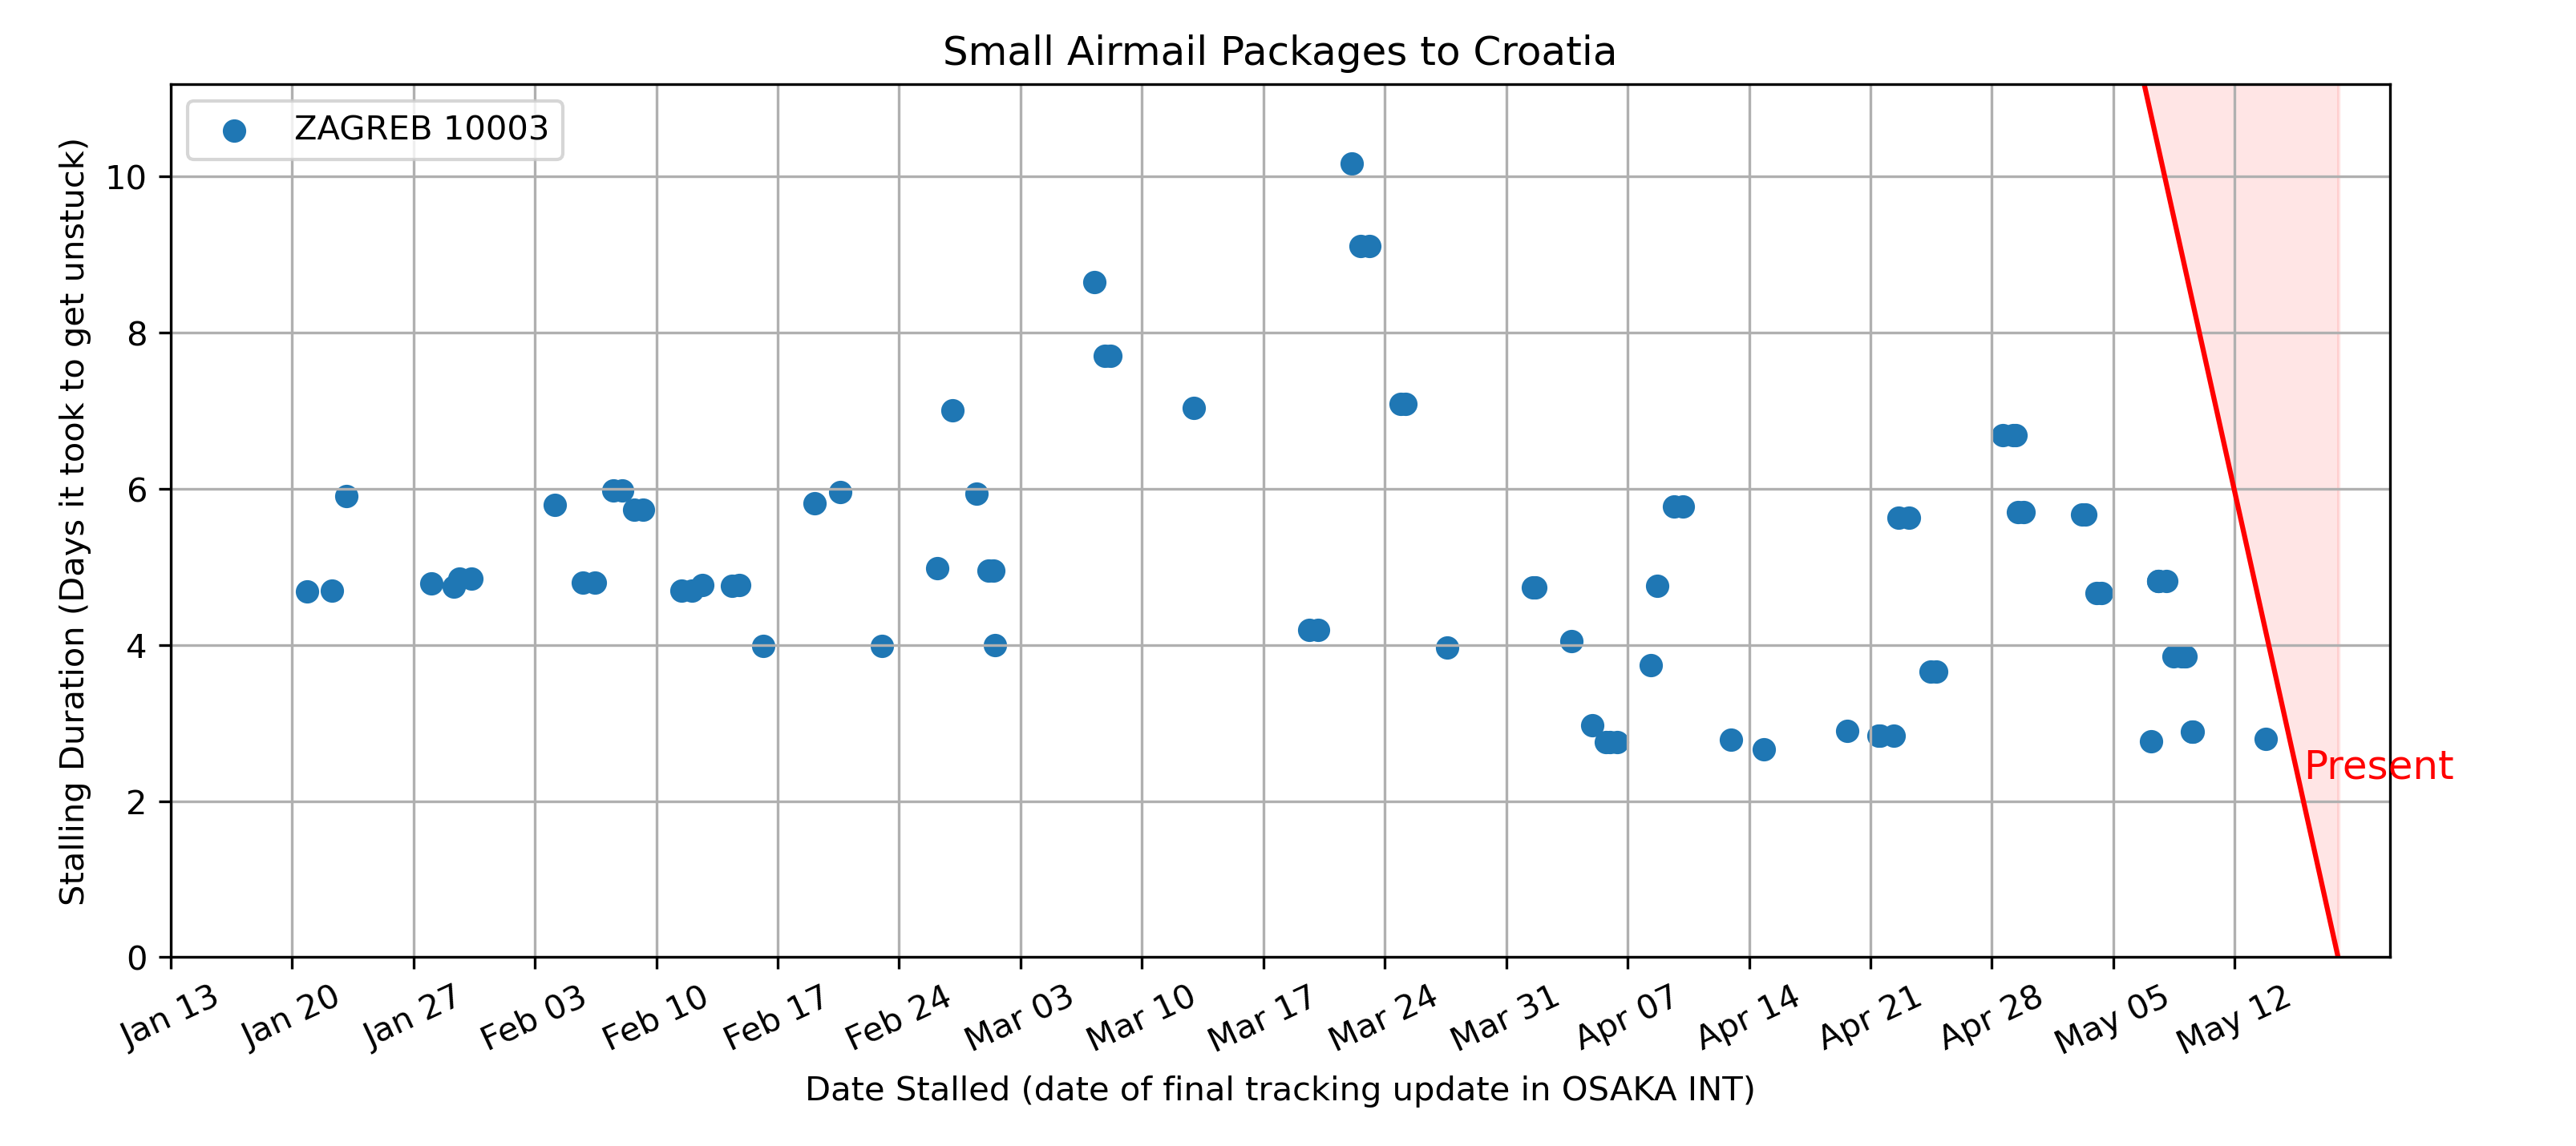 Small Airmail Packages to Croatia
ZAGREB 10003
Stalling Duration (Days it took to get unstuck)
10
8
6
4
2
0
Present
Jan 13
Jan 20
Jan 27
Feb 03
Feb 10
Feb 17
Feb 24
Mar 03
Mar 10
Mar 17
Mar 24
Mar 31
Apr 07
Apr 14
Apr 21
Apr 28
May 05
May 12
Date Stalled (date of final tracking update in OSAKA INT)